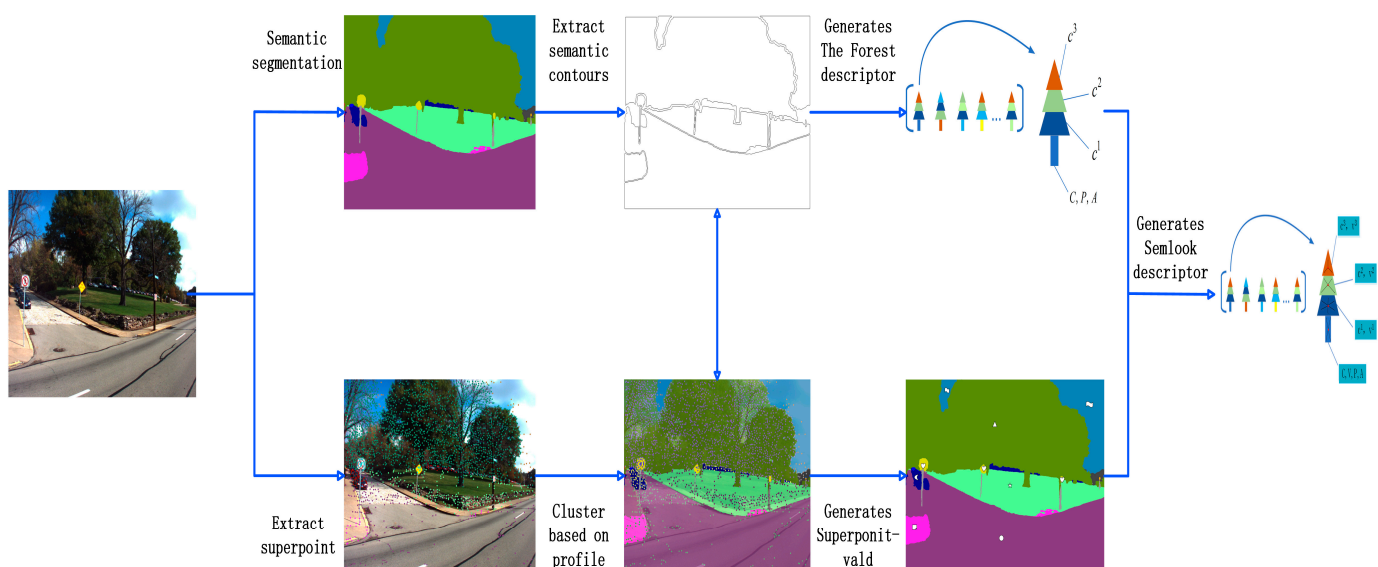 Semantic
segmentation
Extract
semantic
contours
Generates
The Forest
descriptor
...
c³
c²
c¹
C, P, A
Extract
superpoint
Cluster
based on
profile
Generates
Superponit-
vald
Generates
Semlook
descriptor
...
C,V,P,A